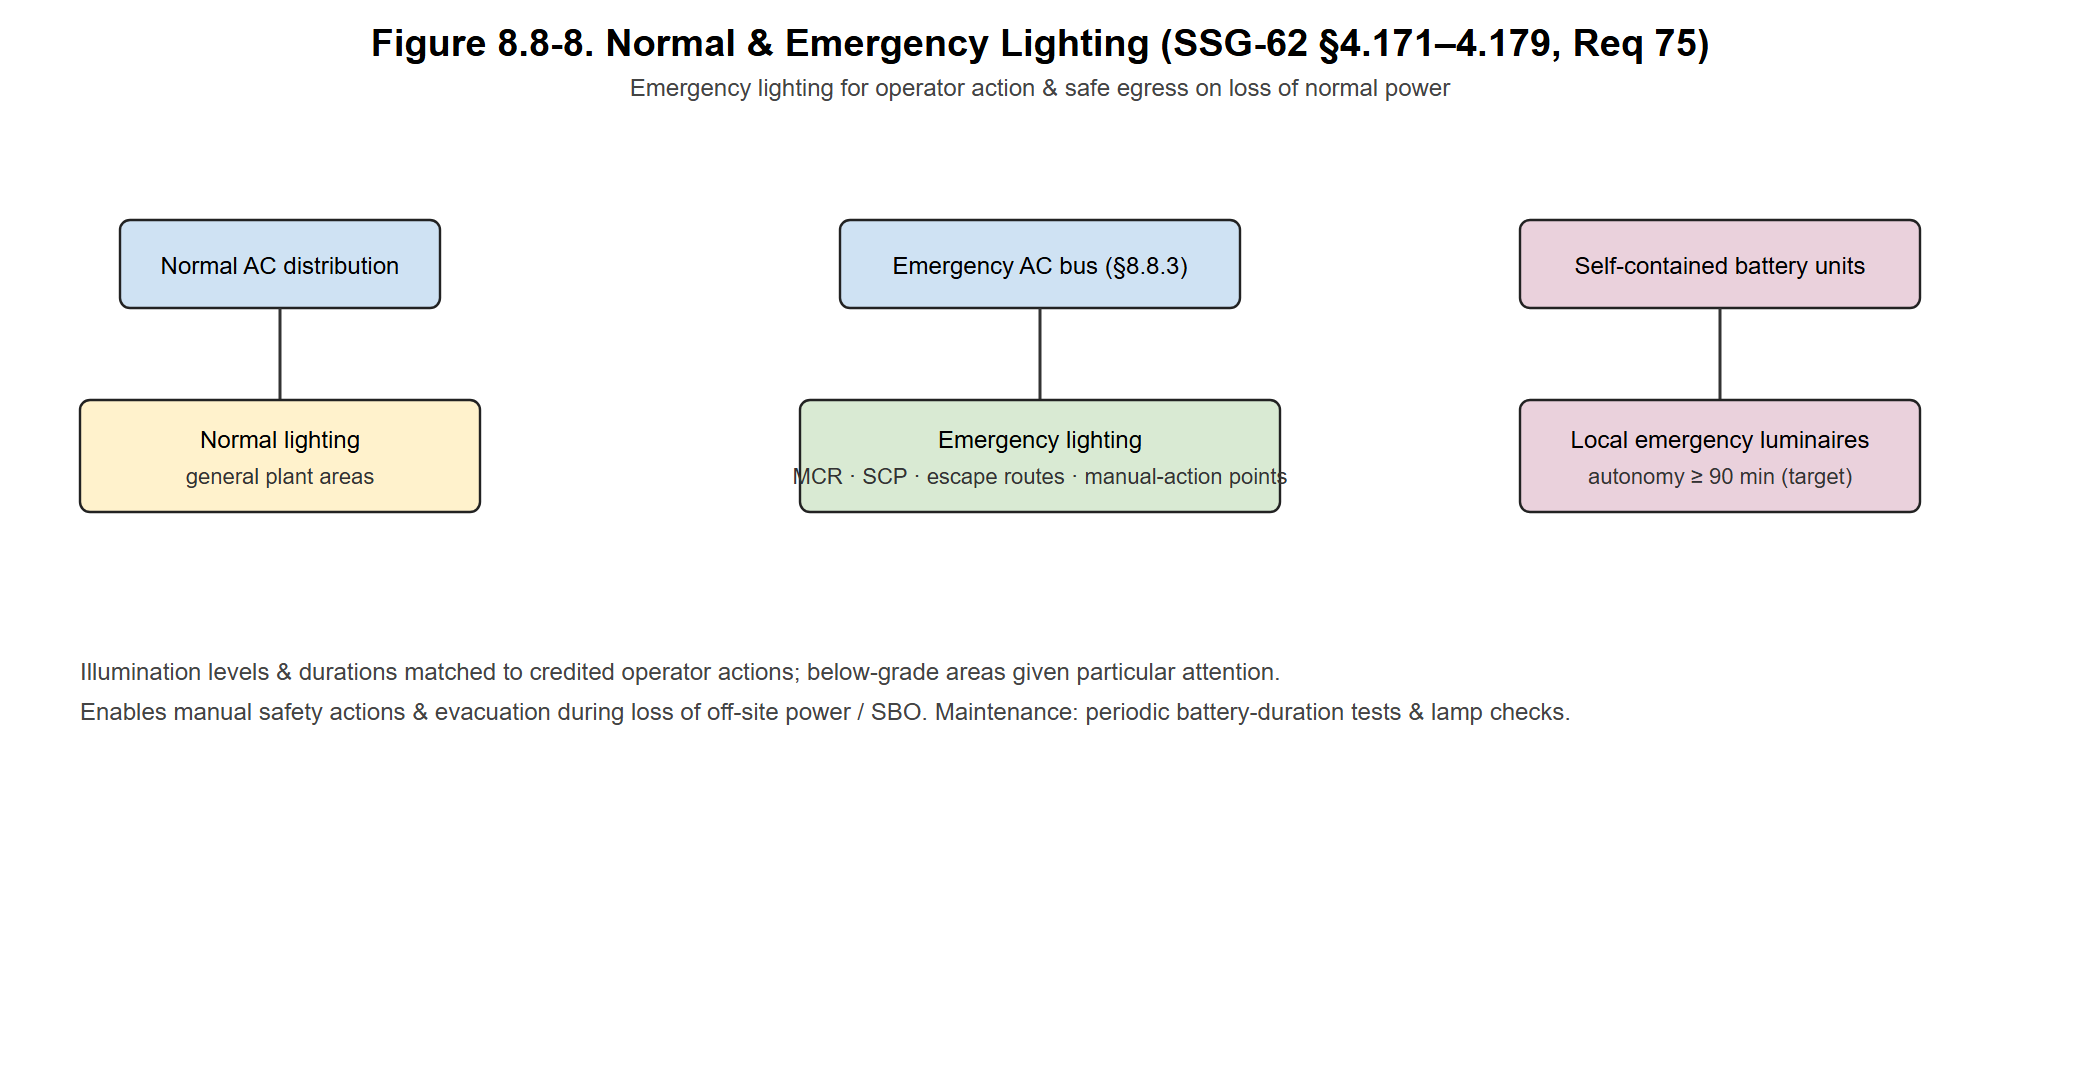 Figure 8.8-8. Normal & Emergency Lighting (SSG-62 §4.171–4.179, Req 75)
Emergency lighting for operator action & safe egress on loss of normal power
Normal AC distribution
Emergency AC bus (§8.8.3)
Self-contained battery units
Normal lighting
general plant areas
Emergency lighting
MCR · SCP · escape routes · manual-action points
Local emergency luminaires
autonomy ≥ 90 min (target)
Illumination levels & durations matched to credited operator actions; below-grade areas given particular attention.
Enables manual safety actions & evacuation during loss of off-site power / SBO. Maintenance: periodic battery-duration tests & lamp checks.